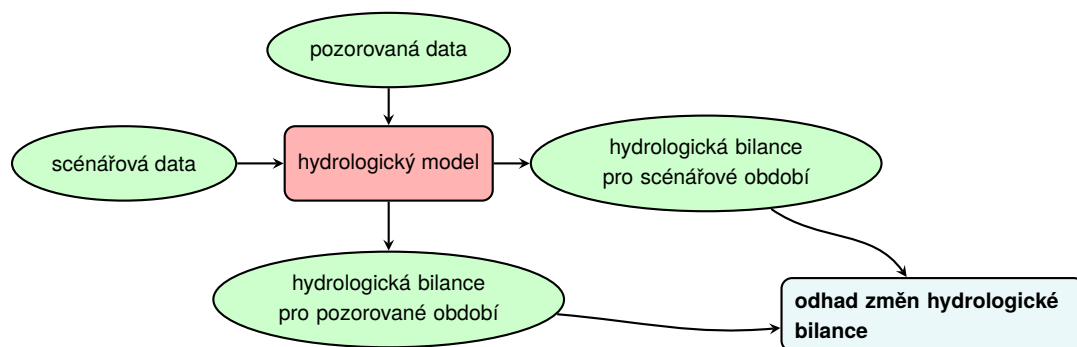 pozorovaná data
scénářová data
hydrologický model
hydrologická bilance
pro scénářové období
hydrologická bilance
pro pozorované období
odhad změn hydrologické
bilance